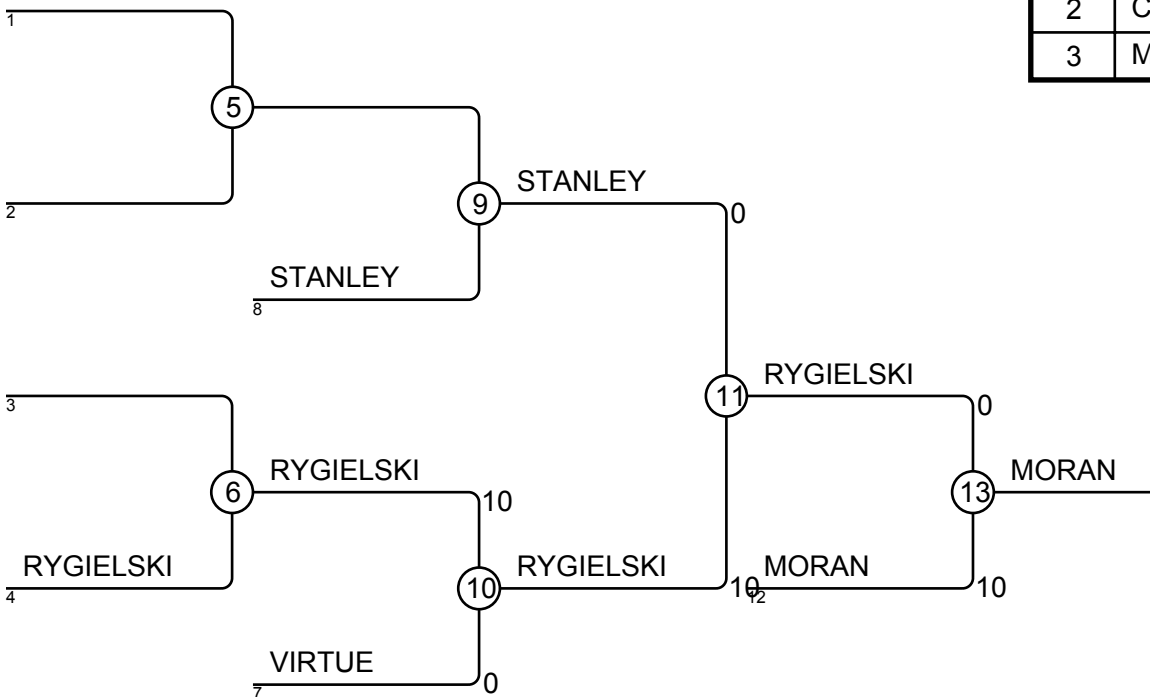 1
2 C
3 M
5
2
9
STANLEY
0
STANLEY
8
3
11
RYGIELSKI
0
6
RYGIELSKI
10
13
MORAN
RYGIELSKI
4
10
RYGIELSKI
10
12
MORAN
10
VIRTUE
7
0